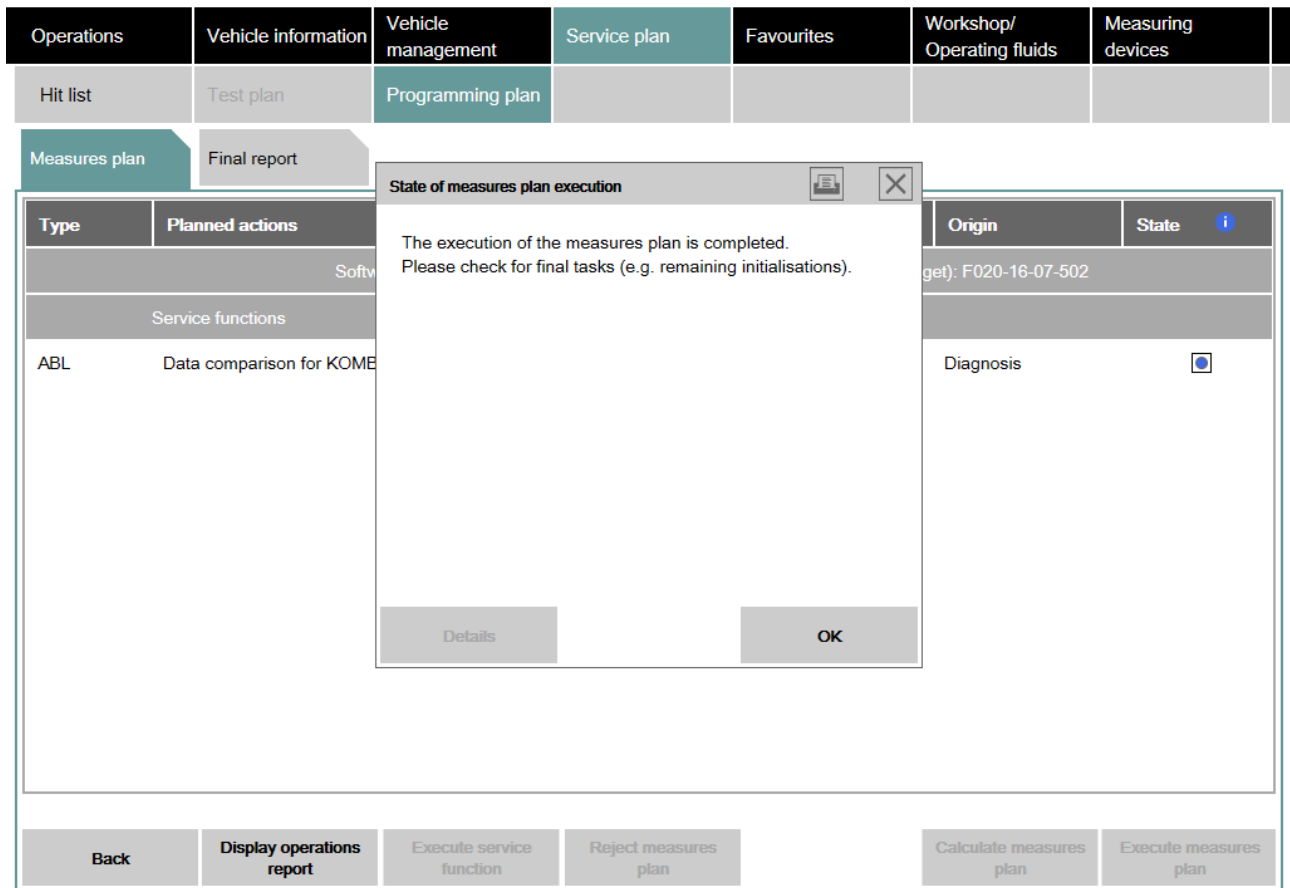 Operations
Vehicle information
Vehicle
management
Service plan
Favourites
Workshop/
Operating fluids
Measuring
devices
Hit list
Test plan
Programming plan
Measures plan
Final report
State of measures plan execution
Type
Planned actions
Origin
State i
The execution of the measures plan is completed.
Please check for final tasks (e.g. remaining initialisations).
Softw
get): F020-16-07-502
Service functions
ABL
Data comparison for KOMB
Diagnosis
Details
OK
Back
Display operations
report
Execute service
function
Reject measures
plan
Calculate measures
plan
Execute measures
plan